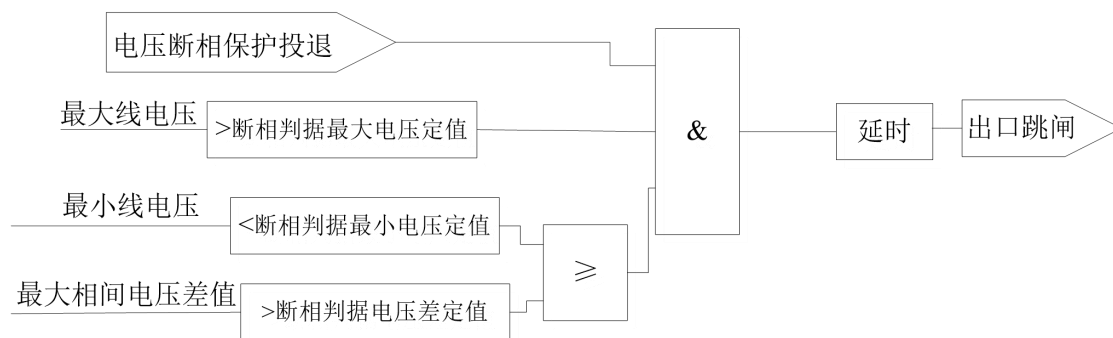 电压断相保护投退
最大线电压
>断相判据最大电压定值
&
延时
出口跳闸
最小线电压
<断相判据最小电压定值
⩾
最大相间电压差值
>断相判据电压差定值